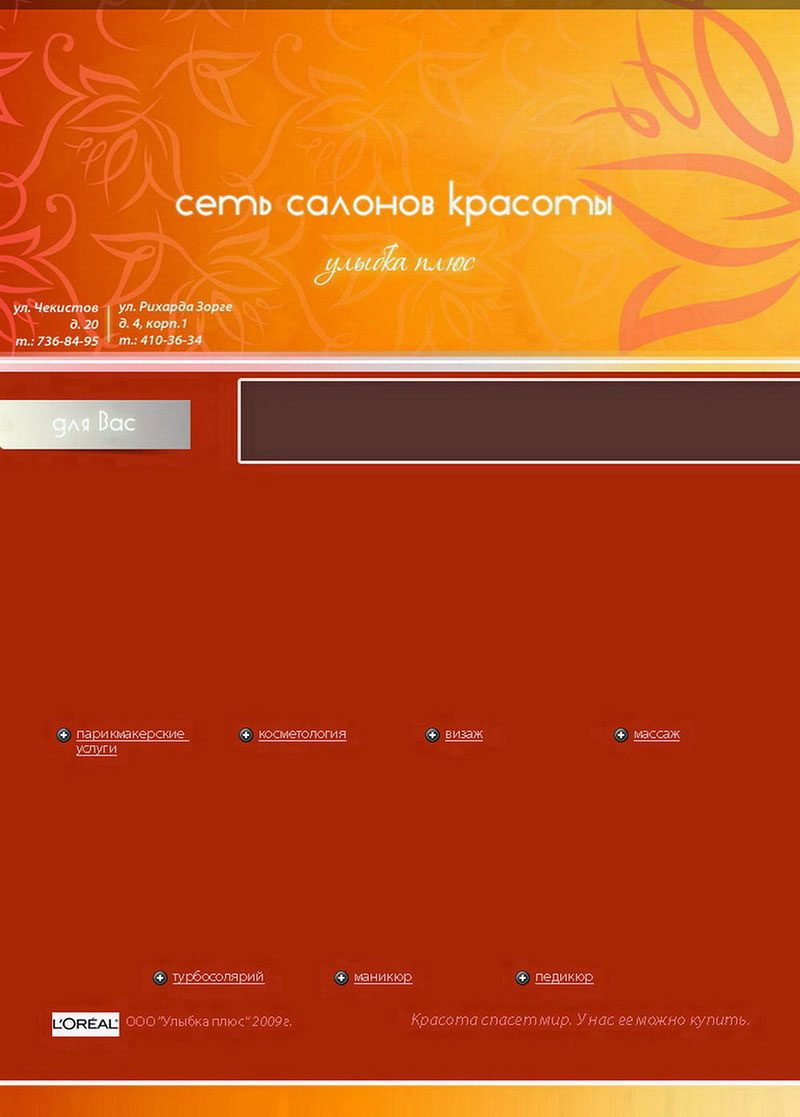 сеть салонов красоты
улыбка плюс
ул. Чекистов
д. 20
т.: 736-84-95
ул. Рихарда Зорге
д. 4, корп.1
т.: 410-36-34
для Вас
парикмакерские
услуги
косметология
визаж
массаж
турбосолярий
маникюр
педикюр
L'ORÉAL
ООО "Улыбка плюс" 2009г.
Красота спасет мир. У нас ее можно купить.